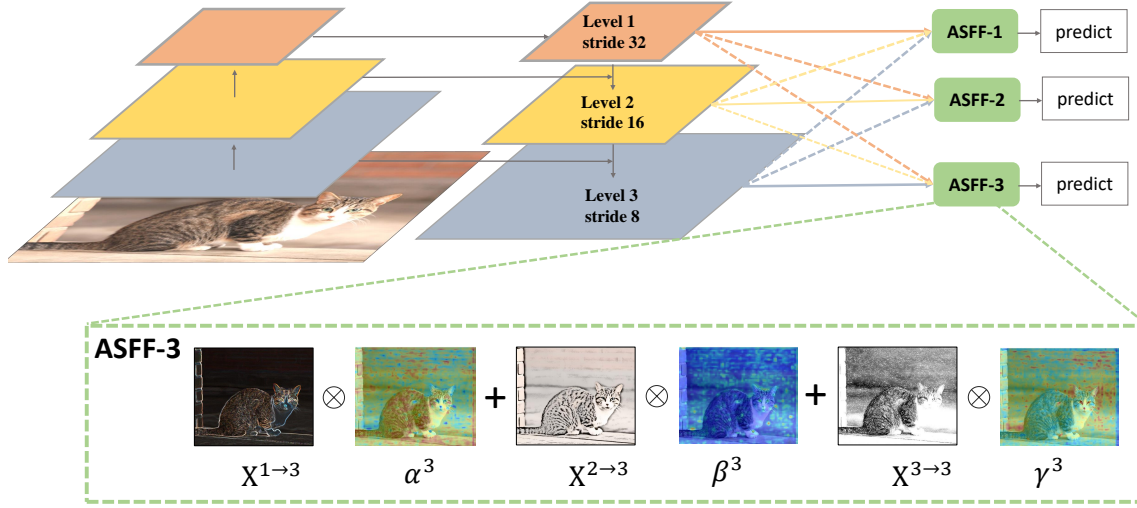 Level 1
stride 32
Level 2
stride 16
Level 3
stride 8
ASFF-1
predict
ASFF-2
predict
ASFF-3
predict
ASFF-3
⊗ + ⊗ + ⊗
X¹→³ α³ X²→³ β³ X³→³ γ³